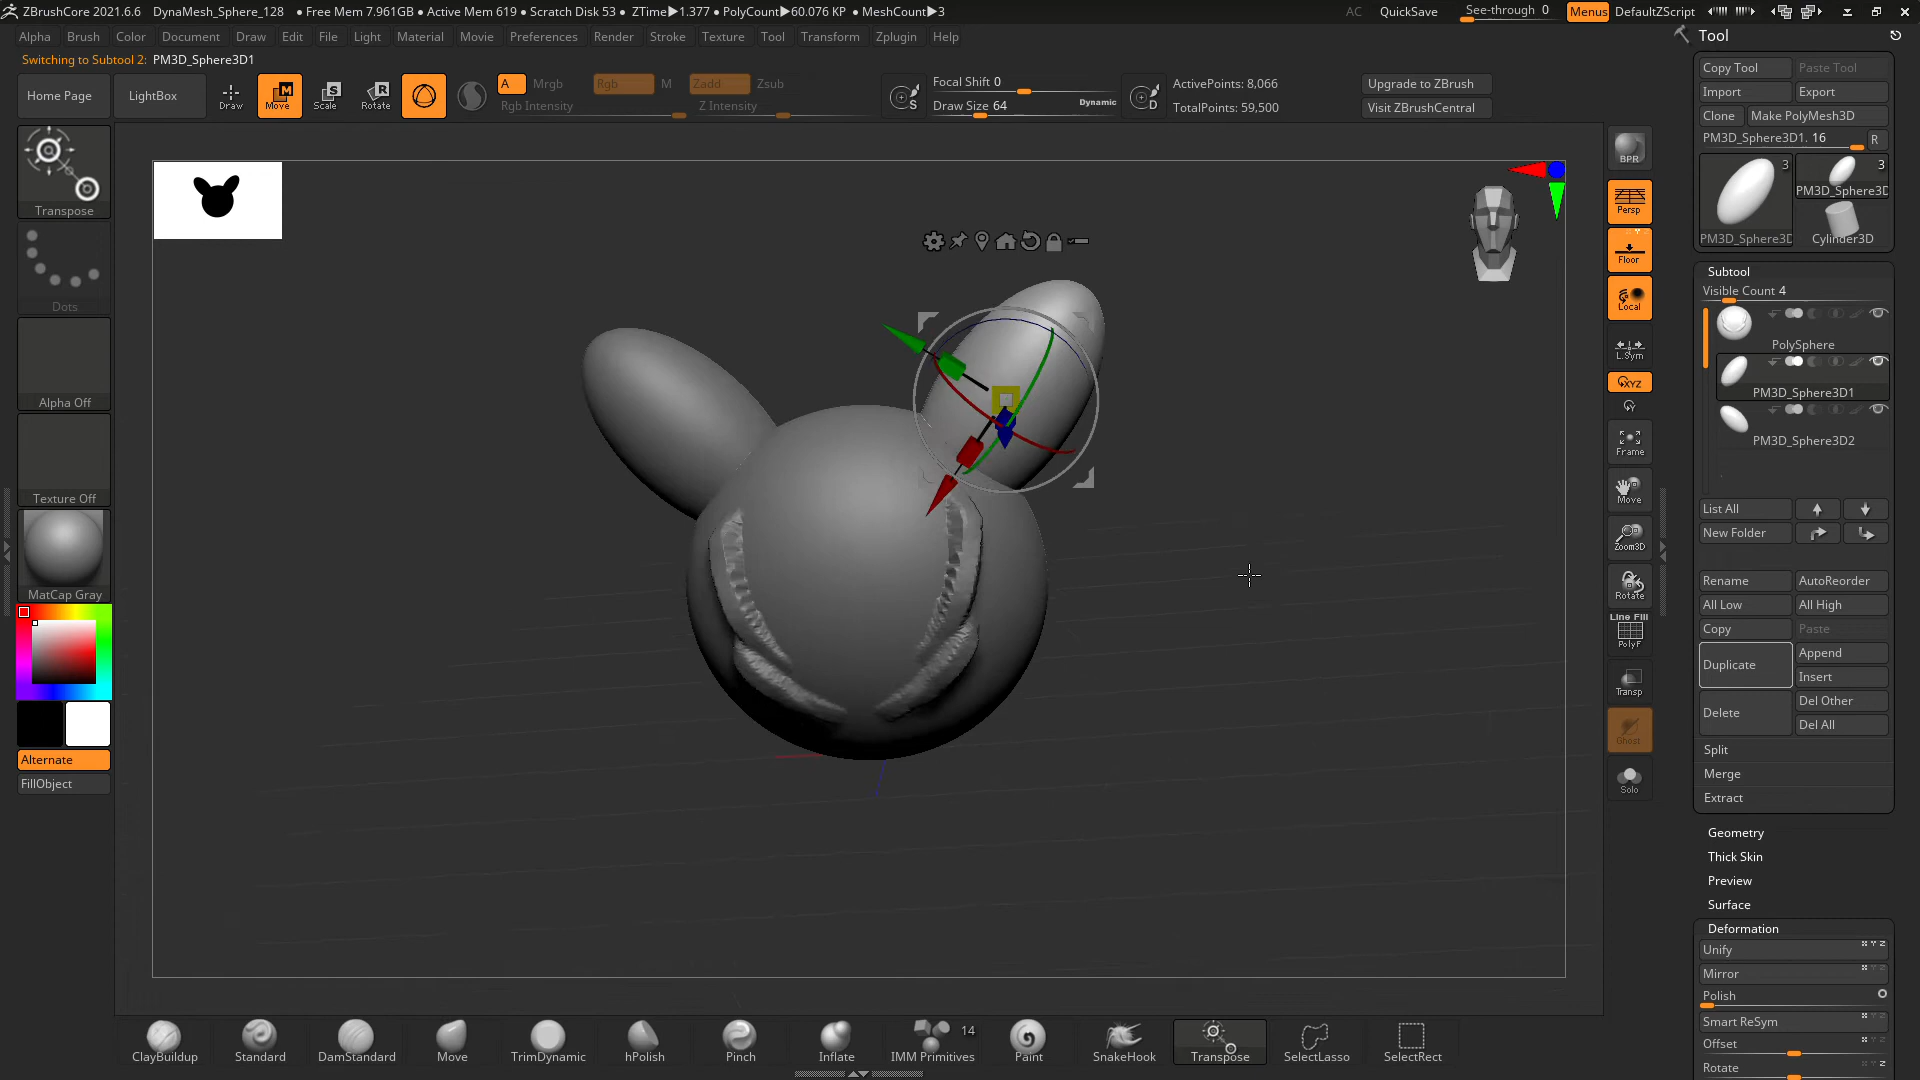 ZBrushCore 2021.6.6 DynaMesh_Sphere_128 ● Free Mem 7.961GB ● Active Mem 619 ● Scratch Disk 53 ● ZTime▶1.377 ● PolyCount▶60.076 KP ● MeshCount▶3 AC QuickSave See-through 0 Menus DefaultZScript
Alpha Brush Color Document Draw Edit File Light Material Movie Preferences Render Stroke Texture Tool Transform Zplugin Help
Switching to Subtool 2: PM3D_Sphere3D1
Home Page LightBox Draw Move Scale Rotate
A Mrgb Rgb M Zadd Zsub
Rgb Intensity Z Intensity
Focal Shift 0
Draw Size 64 Dynamic
ActivePoints: 8,066
TotalPoints: 59,500
Upgrade to ZBrush
Visit ZBrushCentral
Transpose
Dots
Alpha Off
Texture Off
MatCap Gray
Alternate
FillObject
BPR
Persp
Floor
Local
L.Sym
XYZ
Frame
Move
Zoom3D
Rotate
Line Fill
PolyF
Transp
Ghost
Solo
Tool
Copy Tool Paste Tool
Import Export
Clone Make PolyMesh3D
PM3D_Sphere3D1. 16 R
3 3
PM3D_Sphere3D
PM3D_Sphere3D Cylinder3D
Subtool
Visible Count 4
PolySphere
PM3D_Sphere3D1
PM3D_Sphere3D2
List All
New Folder
Rename AutoReorder
All Low All High
Copy Paste
Duplicate Append
Insert
Delete Del Other
Del All
Split
Merge
Extract
Geometry
Thick Skin
Preview
Surface
Deformation
Unify
Mirror
Polish
Smart ReSym
Offset
Rotate
ClayBuildup Standard DamStandard Move TrimDynamic hPolish Pinch Inflate IMM Primitives 14 Paint SnakeHook Transpose SelectLasso SelectRect